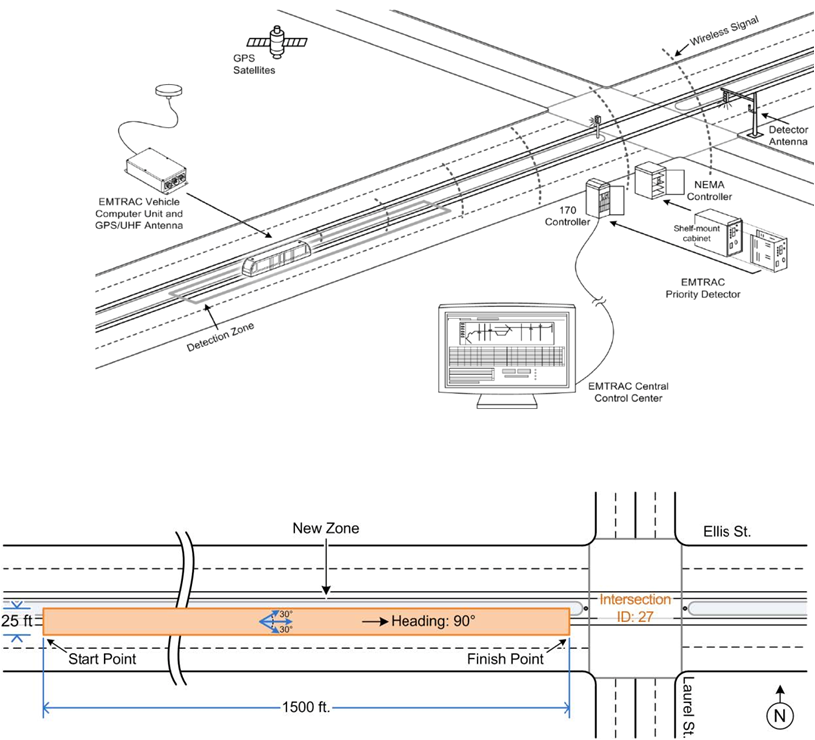 Wireless Signal
GPS
Satellites
Detector
Antenna
EMTRAC Vehicle
Computer Unit and
GPS/UHF Antenna
NEMA
Controller
170
Controller
Shelf-mount
cabinet
EMTRAC
Priority Detector
Detection Zone
EMTRAC Central
Control Center
New Zone
Ellis St.
25 ft
30°
30°
Heading: 90°
Intersection
ID: 27
Start Point
Finish Point
1500 ft.
Laurel St.
N